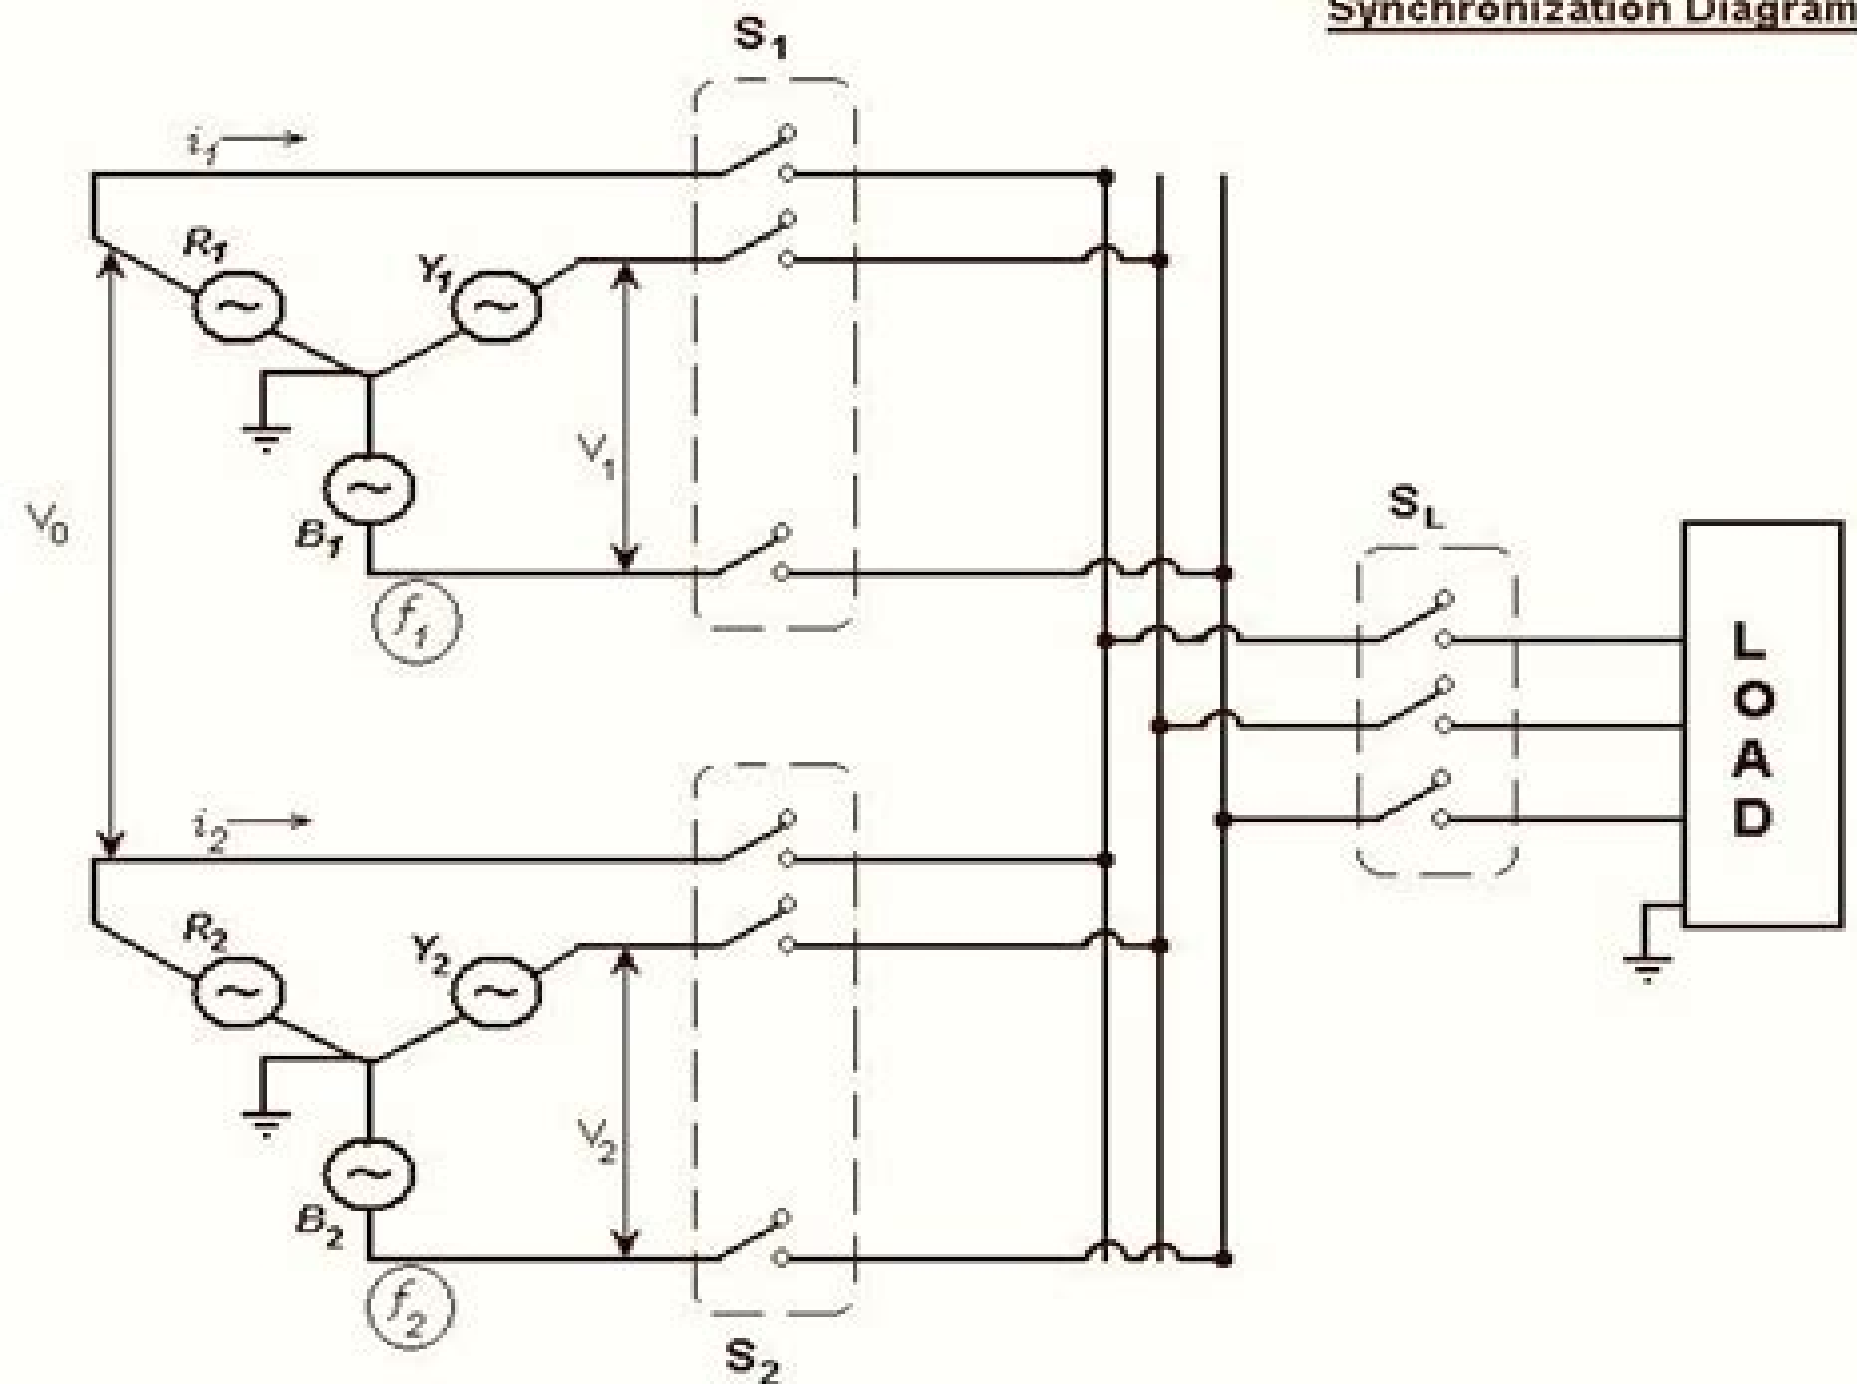 Synchronization Diagram
S1
i1
R1
Y1
V1
B1
f1
V0
SL
L
O
A
D
i2
R2
Y2
V2
B2
f2
S2